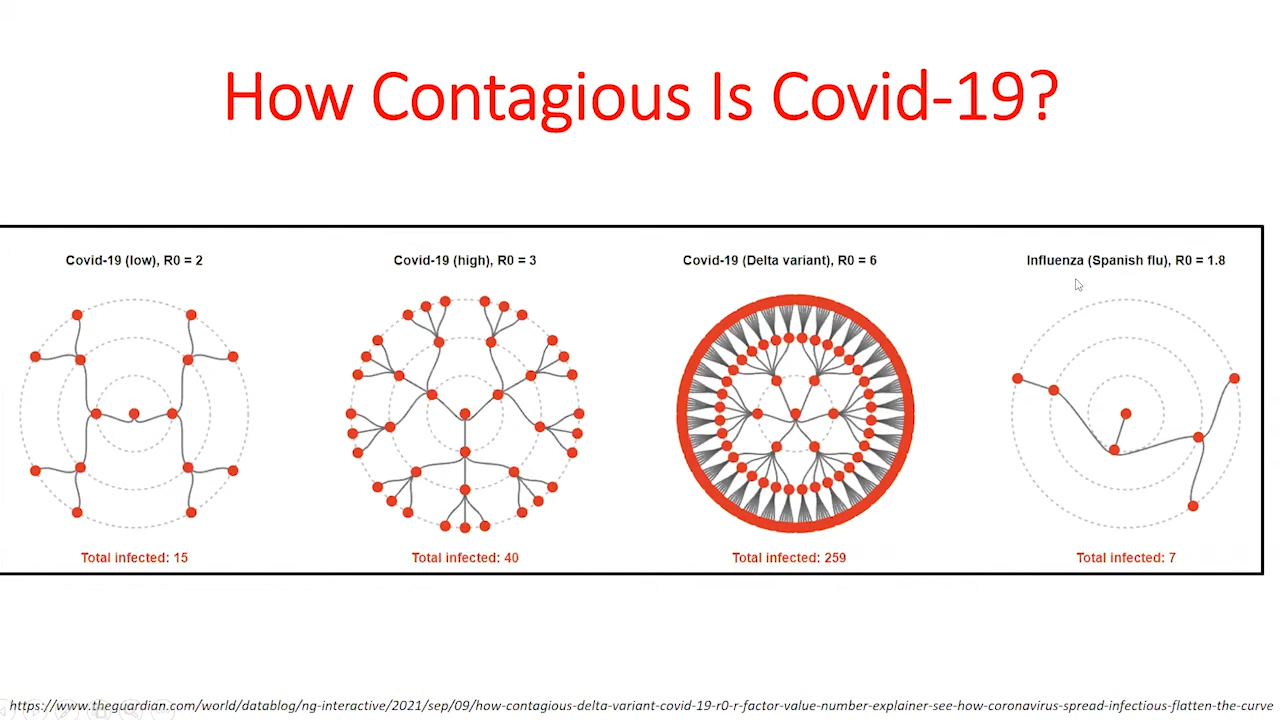 How Contagious Is Covid-19?
Covid-19 (low), R0 = 2
Covid-19 (high), R0 = 3
Covid-19 (Delta variant), R0 = 6
Influenza (Spanish flu), R0 = 1.8
Total infected: 15
Total infected: 40
Total infected: 259
Total infected: 7
https://www.theguardian.com/world/datablog/ng-interactive/2021/sep/09/how-contagious-delta-variant-covid-19-r0-r-factor-value-number-explainer-see-how-coronavirus-spread-infectious-flatten-the-curve